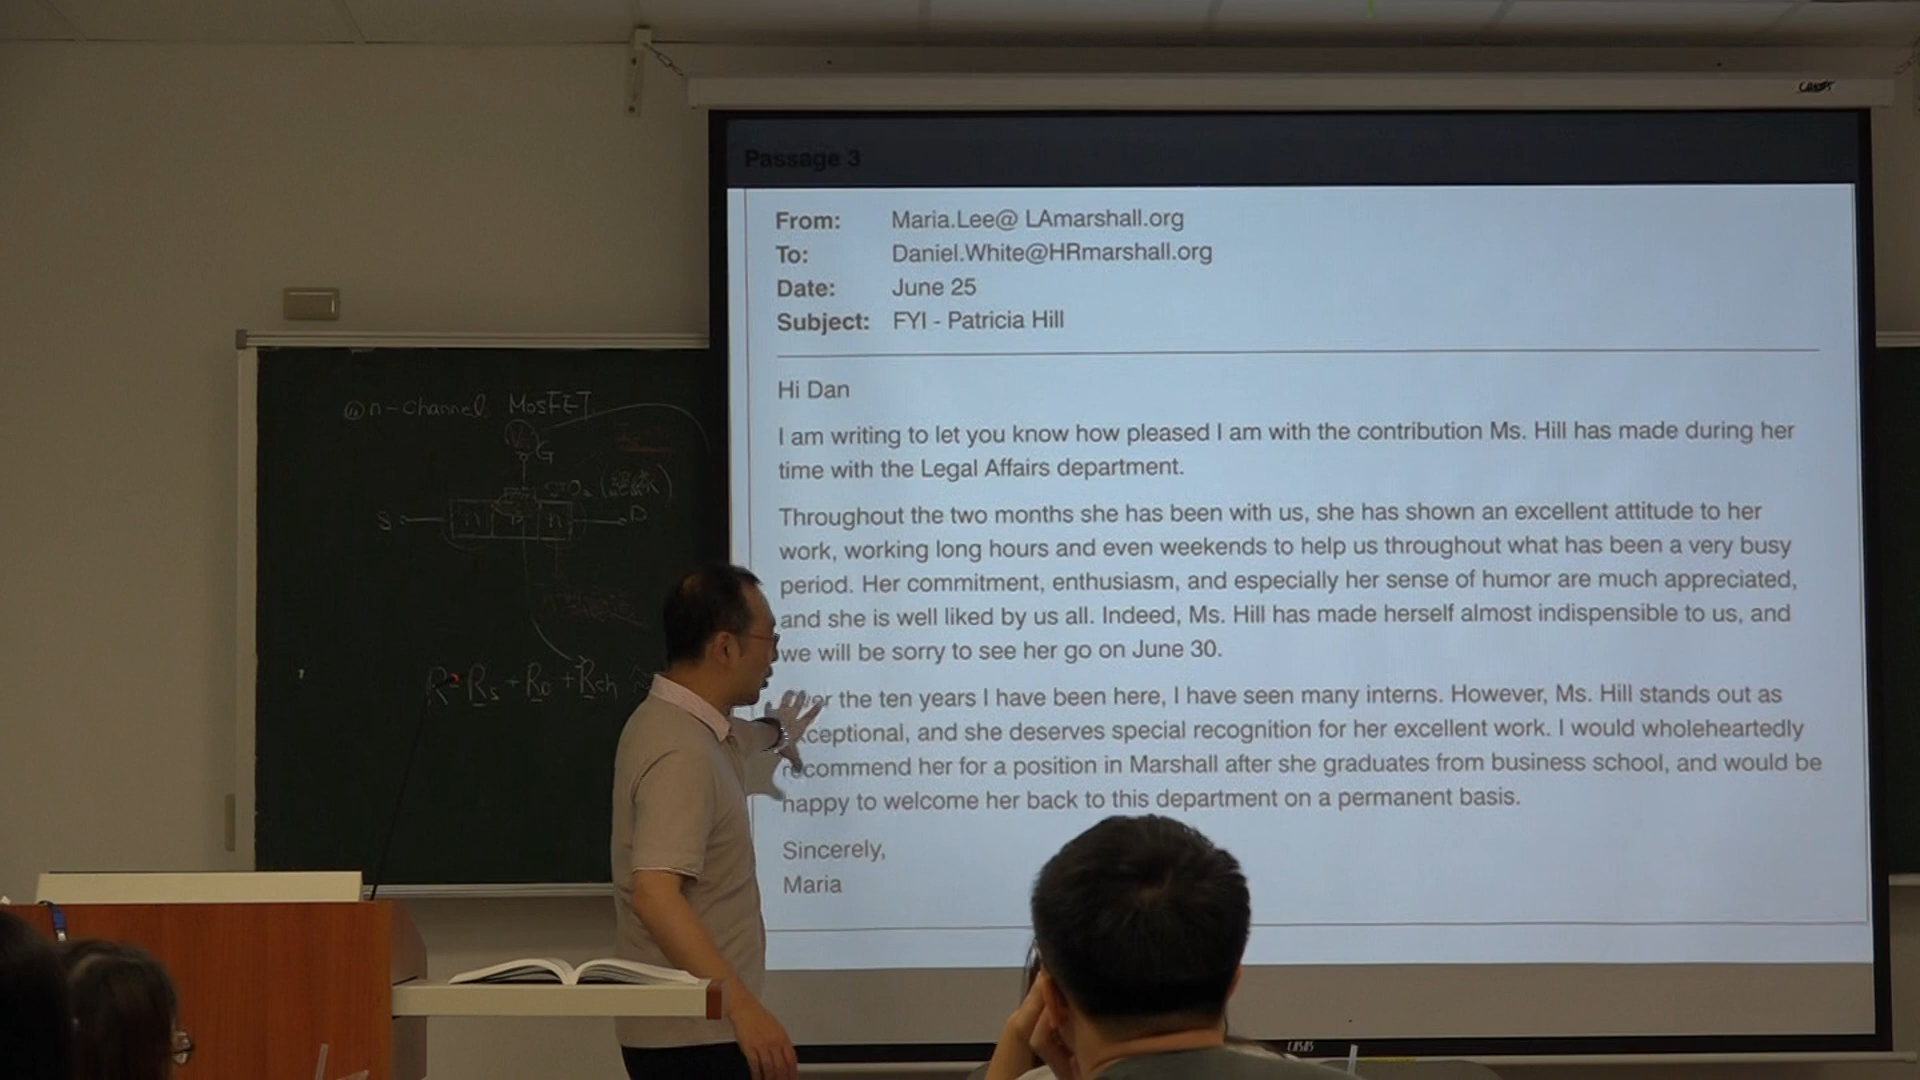 Passage 3
From: Maria.Lee@ LAmarshall.org
To: Daniel.White@HRmarshall.org
Date: June 25
Subject: FYI - Patricia Hill
Hi Dan
I am writing to let you know how pleased I am with the contribution Ms. Hill has made during her
time with the Legal Affairs department.
Throughout the two months she has been with us, she has shown an excellent attitude to her
work, working long hours and even weekends to help us throughout what has been a very busy
period. Her commitment, enthusiasm, and especially her sense of humor are much appreciated,
and she is well liked by us all. Indeed, Ms. Hill has made herself almost indispensible to us, and
we will be sorry to see her go on June 30.
the ten years I have been here, I have seen many interns. However, Ms. Hill stands out as
exceptional, and she deserves special recognition for her excellent work. I would wholeheartedly
recommend her for a position in Marshall after she graduates from business school, and would be
happy to welcome her back to this department on a permanent basis.
Sincerely,
Maria
n-channel MosFET
G
S
n
n
D
R = Rs + RD + Rch